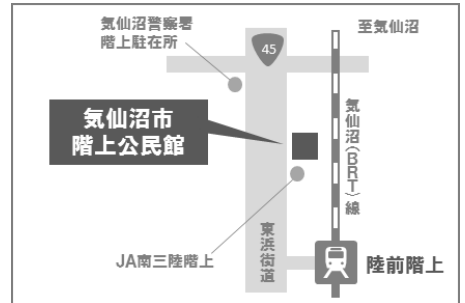 気仙沼警察署
階上駐在所
45
至気仙沼
気仙沼市
階上公民館
気仙沼(BRT)線
JA南三陸階上
東浜街道
陸前階上